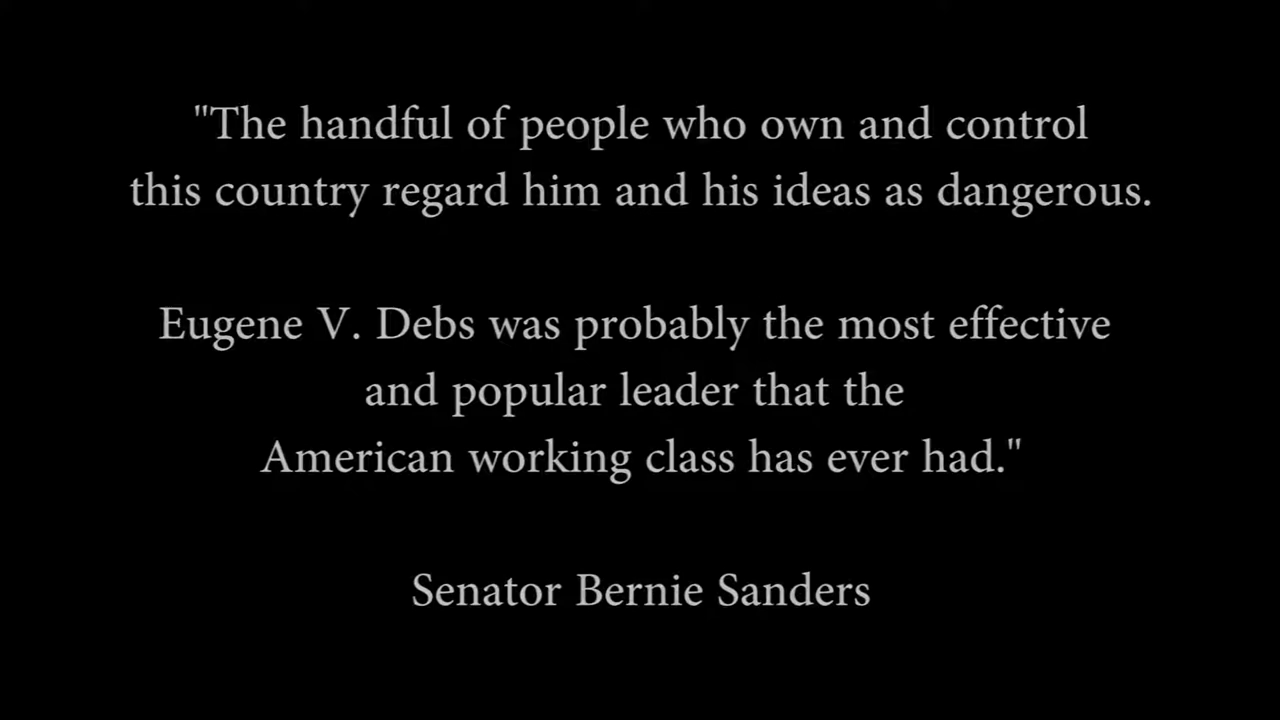 "The handful of people who own and control
this country regard him and his ideas as dangerous.
Eugene V. Debs was probably the most effective
and popular leader that the
American working class has ever had."
Senator Bernie Sanders